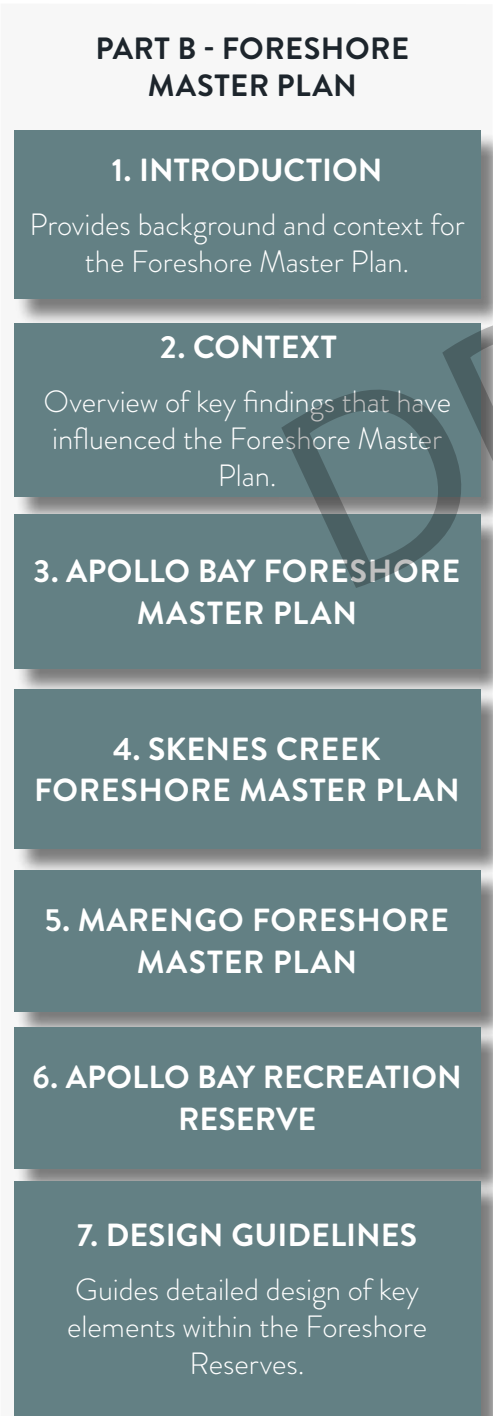 PART B - FORESHORE
MASTER PLAN
1. INTRODUCTION
Provides background and context for
the Foreshore Master Plan.
2. CONTEXT
Overview of key findings that have
influenced the Foreshore Master
Plan.
3. APOLLO BAY FORESHORE
MASTER PLAN
4. SKENES CREEK
FORESHORE MASTER PLAN
5. MARENGO FORESHORE
MASTER PLAN
6. APOLLO BAY RECREATION
RESERVE
7. DESIGN GUIDELINES
Guides detailed design of key
elements within the Foreshore
Reserves.